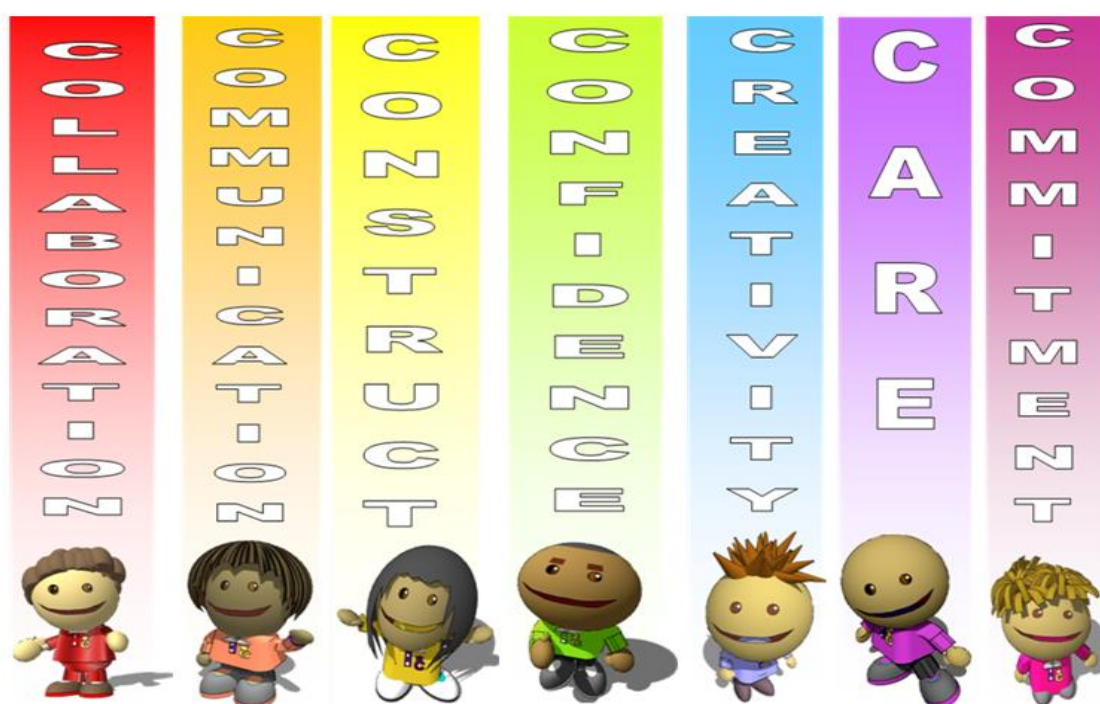 COLLABORATION
COMMUNICATION
CONSTRUCT
CONFIDENCE
CREATIVITY
CARE
COMMITMENT